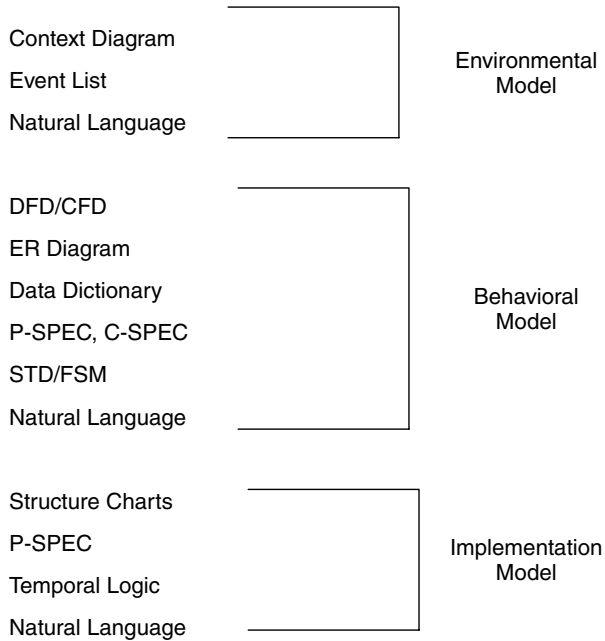 Context Diagram
Event List
Natural Language
Environmental
Model
DFD/CFD
ER Diagram
Data Dictionary
P-SPEC, C-SPEC
STD/FSM
Natural Language
Behavioral
Model
Structure Charts
P-SPEC
Temporal Logic
Natural Language
Implementation
Model